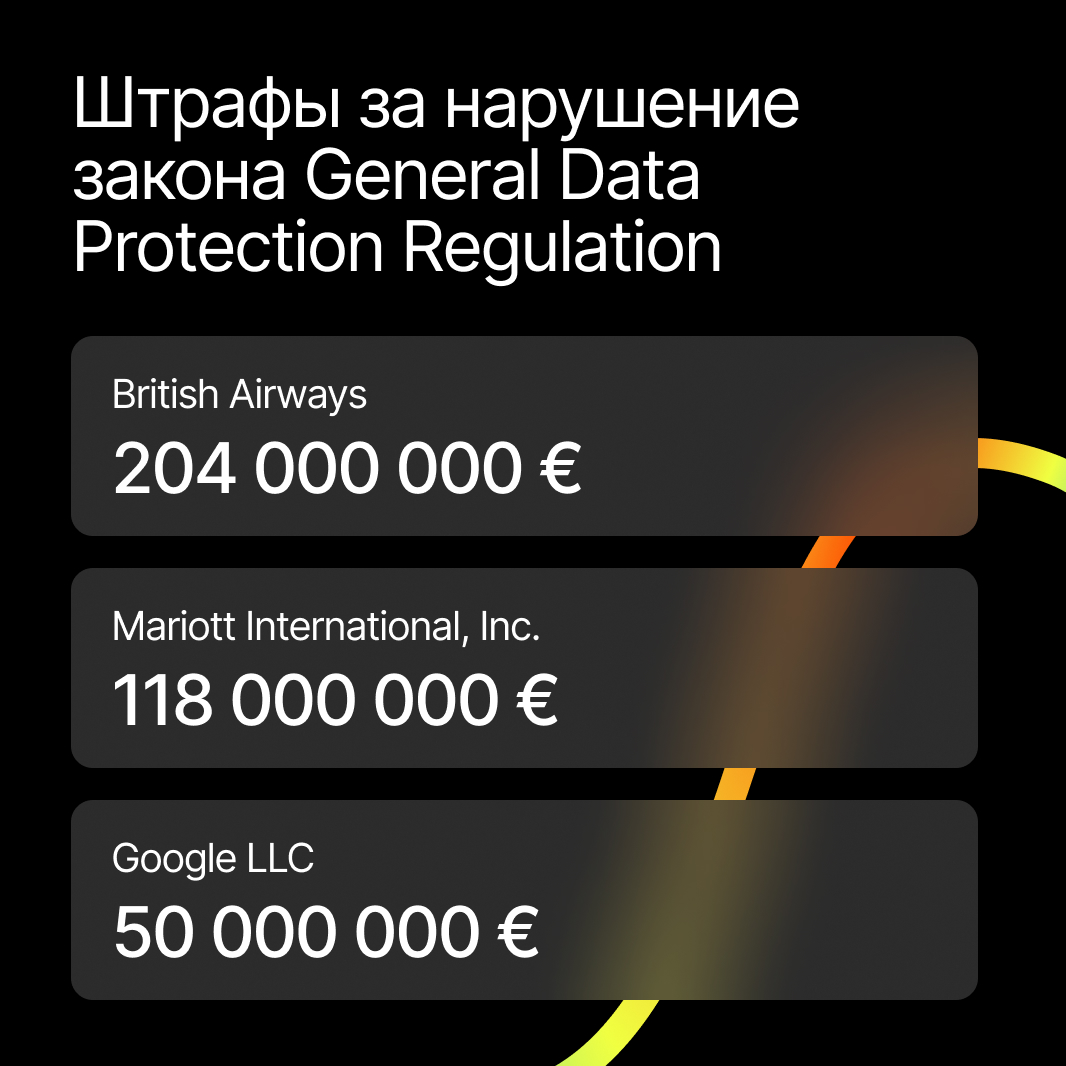 Штрафы за нарушение
закона General Data
Protection Regulation
British Airways
204 000 000 €
Mariott International, Inc.
118 000 000 €
Google LLC
50 000 000 €